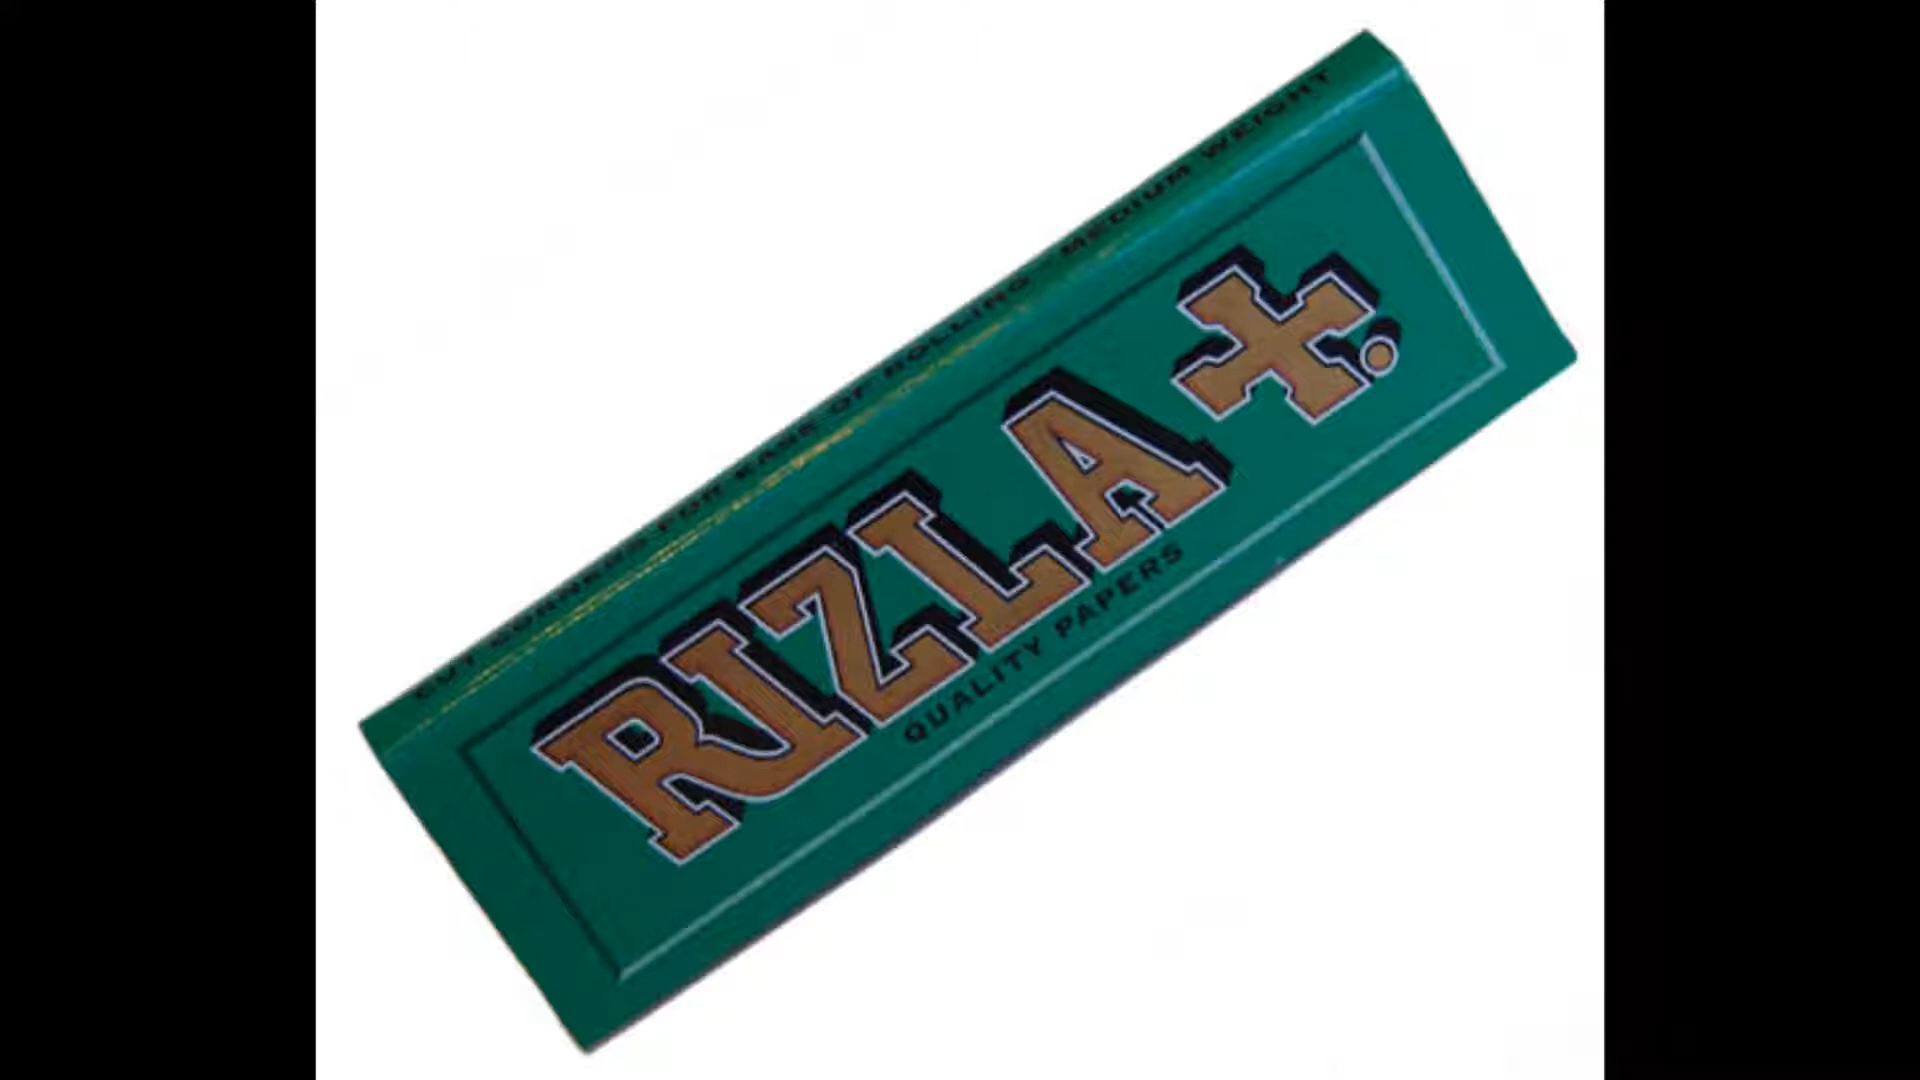 CUT CORNERS FOR EASE OF ROLLING - MEDIUM WEIGHT
RIZLA +.
QUALITY PAPERS